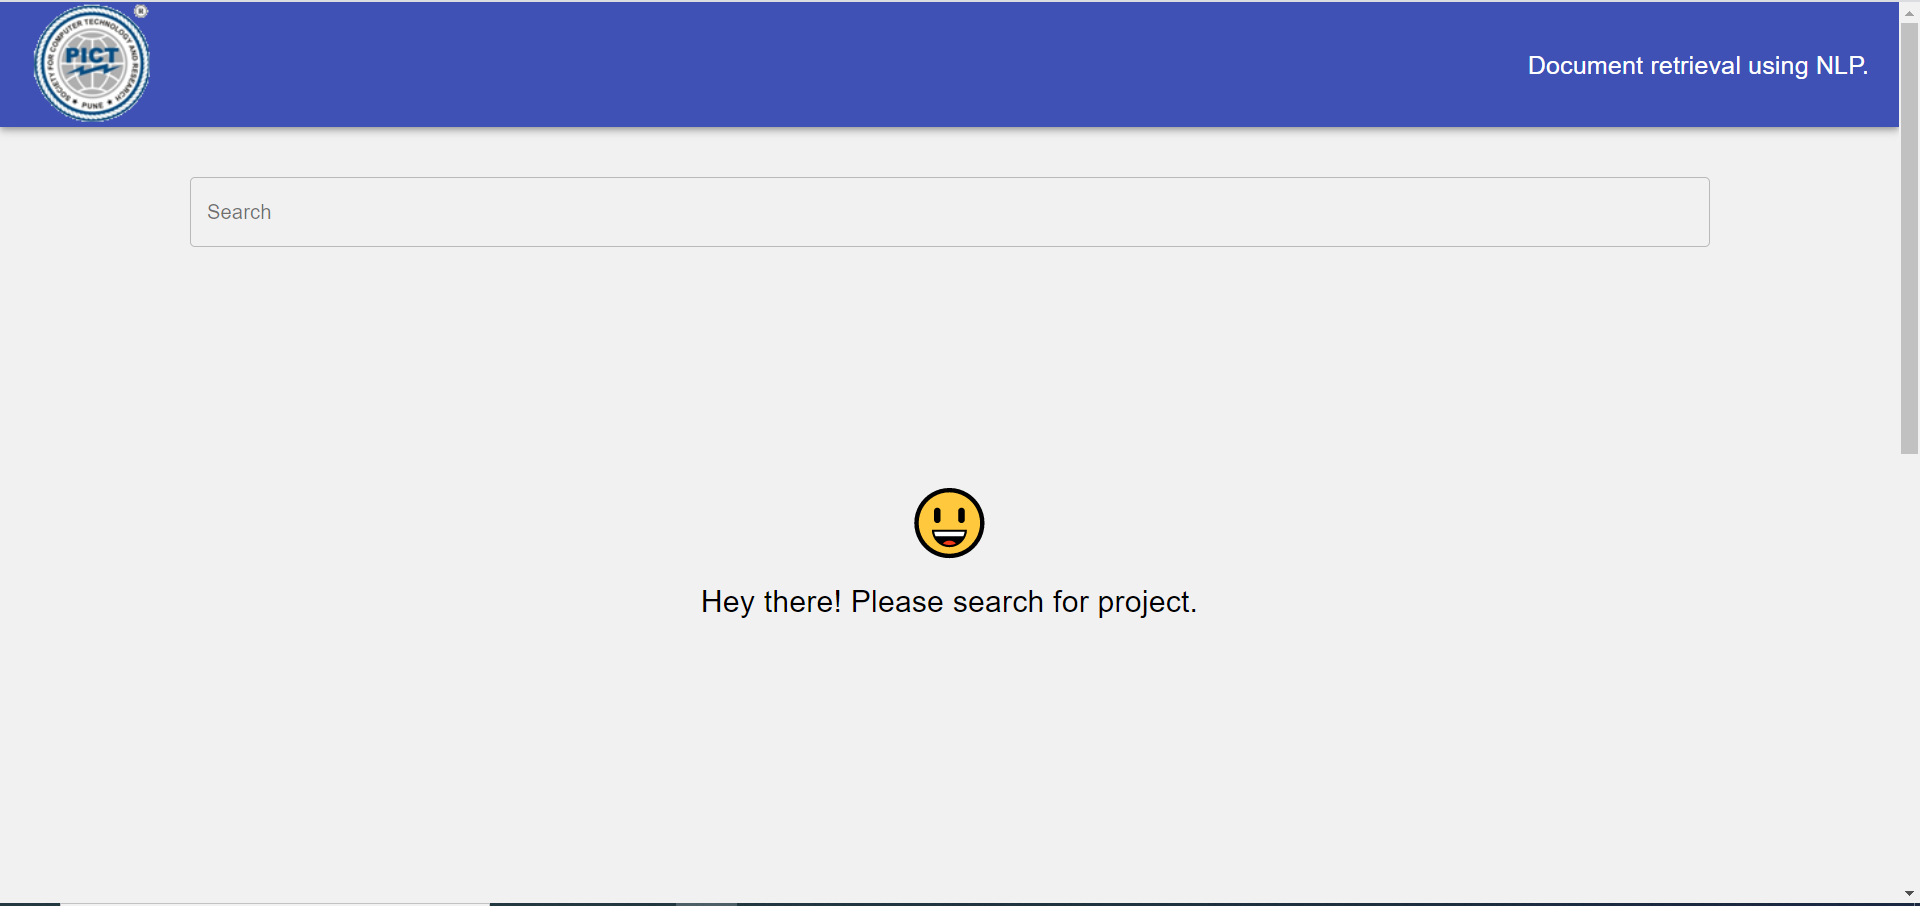 SOCIETY FOR COMPUTER TECHNOLOGY AND RESEARCH
PICT
★ PUNE ★
Document retrieval using NLP.
Search
Hey there! Please search for project.